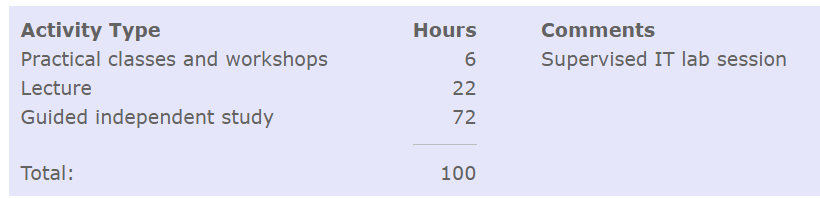 Activity Type Hours Comments
Practical classes and workshops 6 Supervised IT lab session
Lecture 22
Guided independent study 72
Total: 100